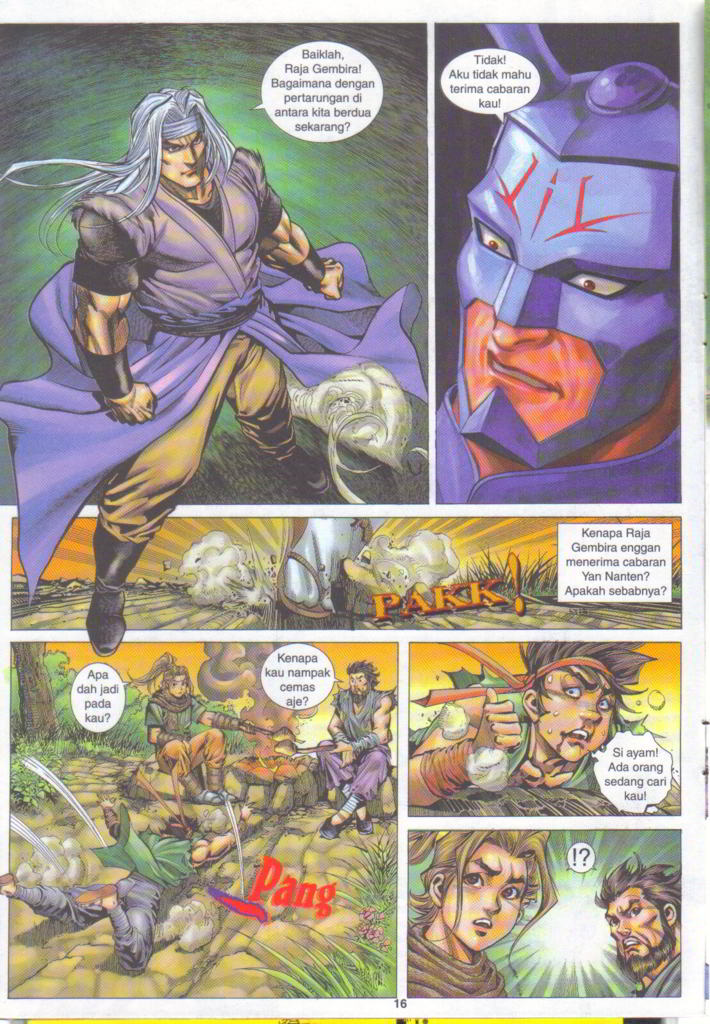 Baiklah,
Raja Gembira!
Bagaimana dengan
pertarungan di
antara kita berdua
sekarang?
Tidak!
Aku tidak mahu
terima cabaran
kau!
Kenapa Raja
Gembira enggan
menerima cabaran
Yan Nanten?
Apakah sebabnya?
PAKK!
Apa
dah jadi
pada
kau?
Kenapa
kau nampak
cemas
aje?
Pang
Si ayam!
Ada orang
sedang cari
kau!
!?
16